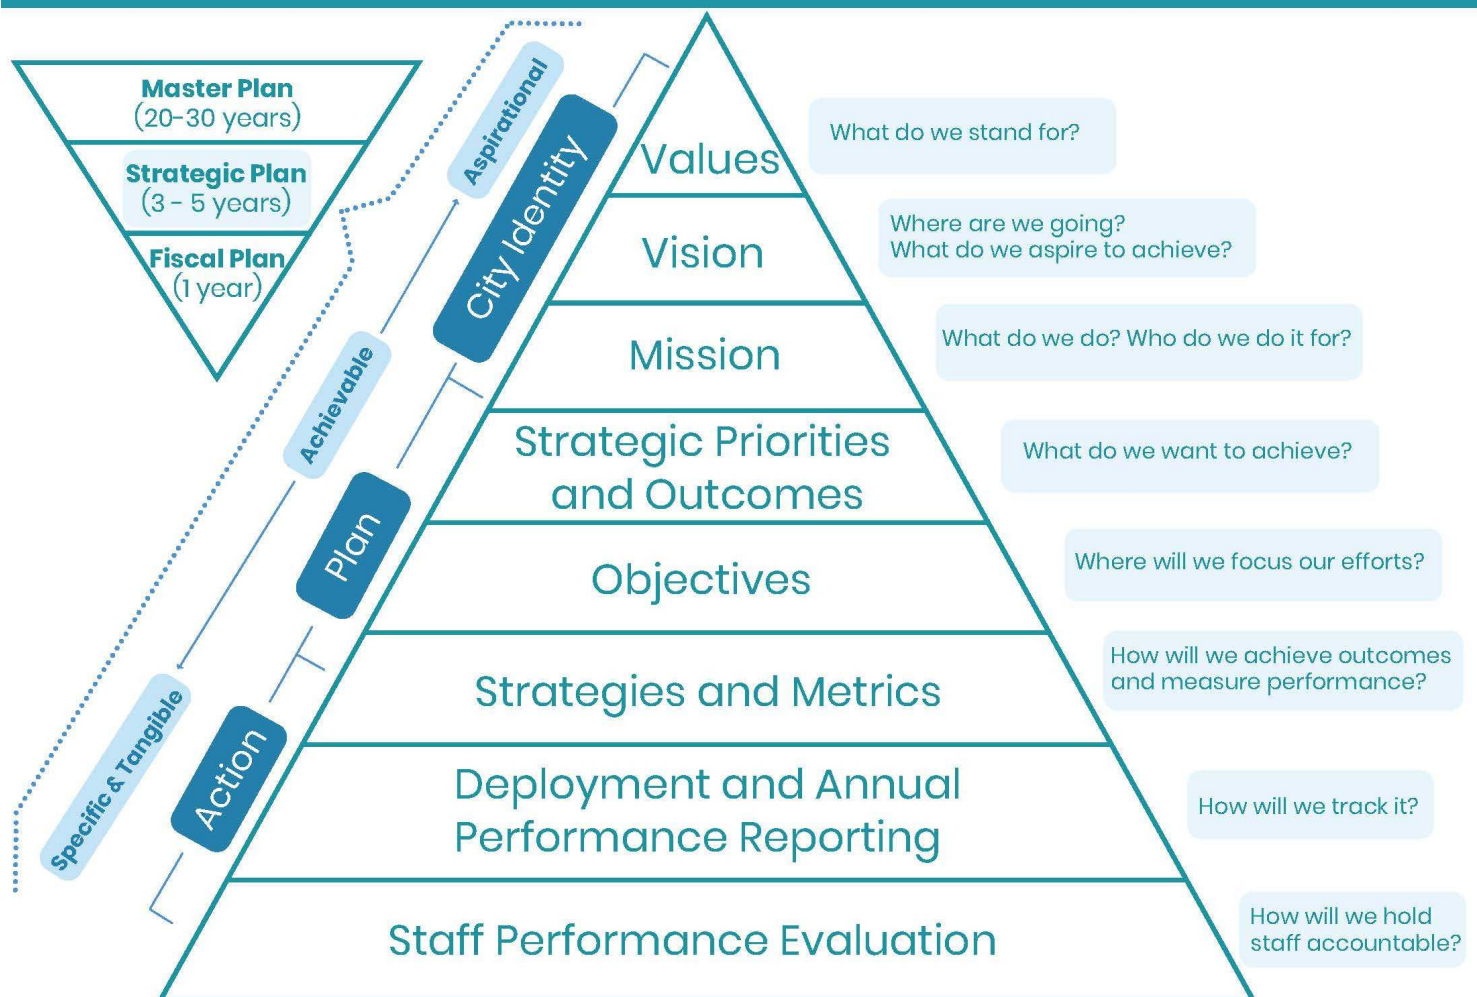 Master Plan
(20-30 years)
Strategic Plan
(3 - 5 years)
Fiscal Plan
(1 year)
Aspirational
Achievable
Specific & Tangible
City Identity
Plan
Action
Values
What do we stand for?
Vision
Where are we going?
What do we aspire to achieve?
Mission
What do we do? Who do we do it for?
Strategic Priorities
and Outcomes
What do we want to achieve?
Objectives
Where will we focus our efforts?
Strategies and Metrics
How will we achieve outcomes
and measure performance?
Deployment and Annual
Performance Reporting
How will we track it?
Staff Performance Evaluation
How will we hold
staff accountable?